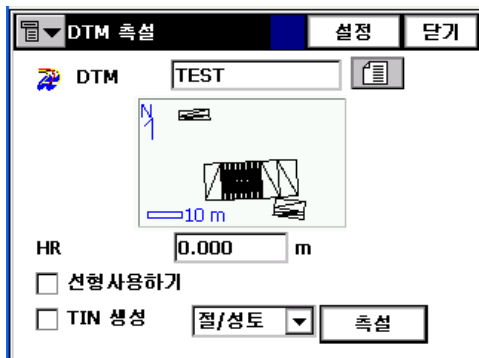 DTM 측설 설정 닫기
DTM TEST
N
10 m
HR 0.000 m
선형사용하기
TIN 생성 절/성토 측설